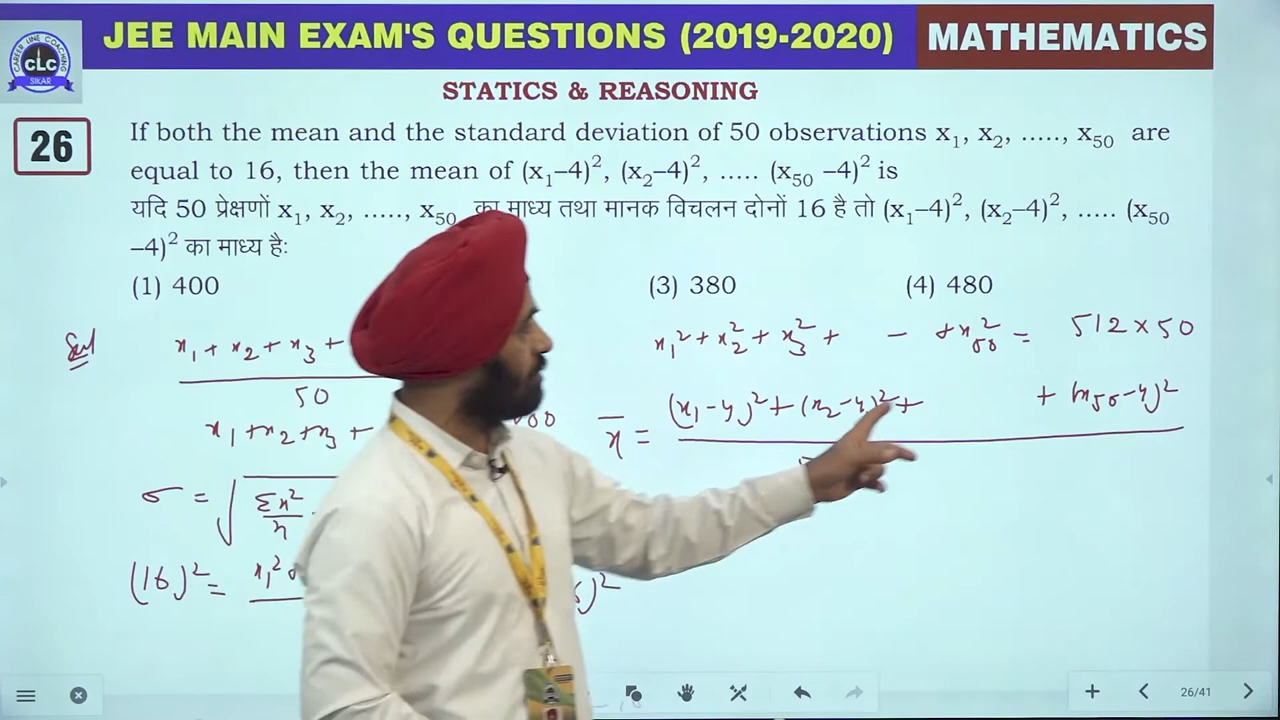 CLC
SIKAR
JEE MAIN EXAM'S QUESTIONS (2019-2020)
MATHEMATICS
STATICS & REASONING
26
If both the mean and the standard deviation of 50 observations x₁, x₂, ....., x₅₀ are
equal to 16, then the mean of (x₁–4)², (x₂–4)², ..... (x₅₀ –4)² is
यदि 50 प्रेक्षणों x₁, x₂, ....., x₅₀ का माध्य तथा मानक विचलन दोनों 16 है तो (x₁–4)², (x₂–4)², ..... (x₅₀
–4)² का माध्य है:
(1) 400
(3) 380
(4) 480
Sol
x₁ + x₂ + x₃ +
50
x₁ + x₂ + x₃ +
σ = √ Σx²/n
(16)² = x₁²
)²
x₁² + x₂² + x₃² + – + x₅₀² = 512 × 50
x̄ = (x₁ – 4)² + (x₂ – 4)² + + (x₅₀ – 4)²
26/41